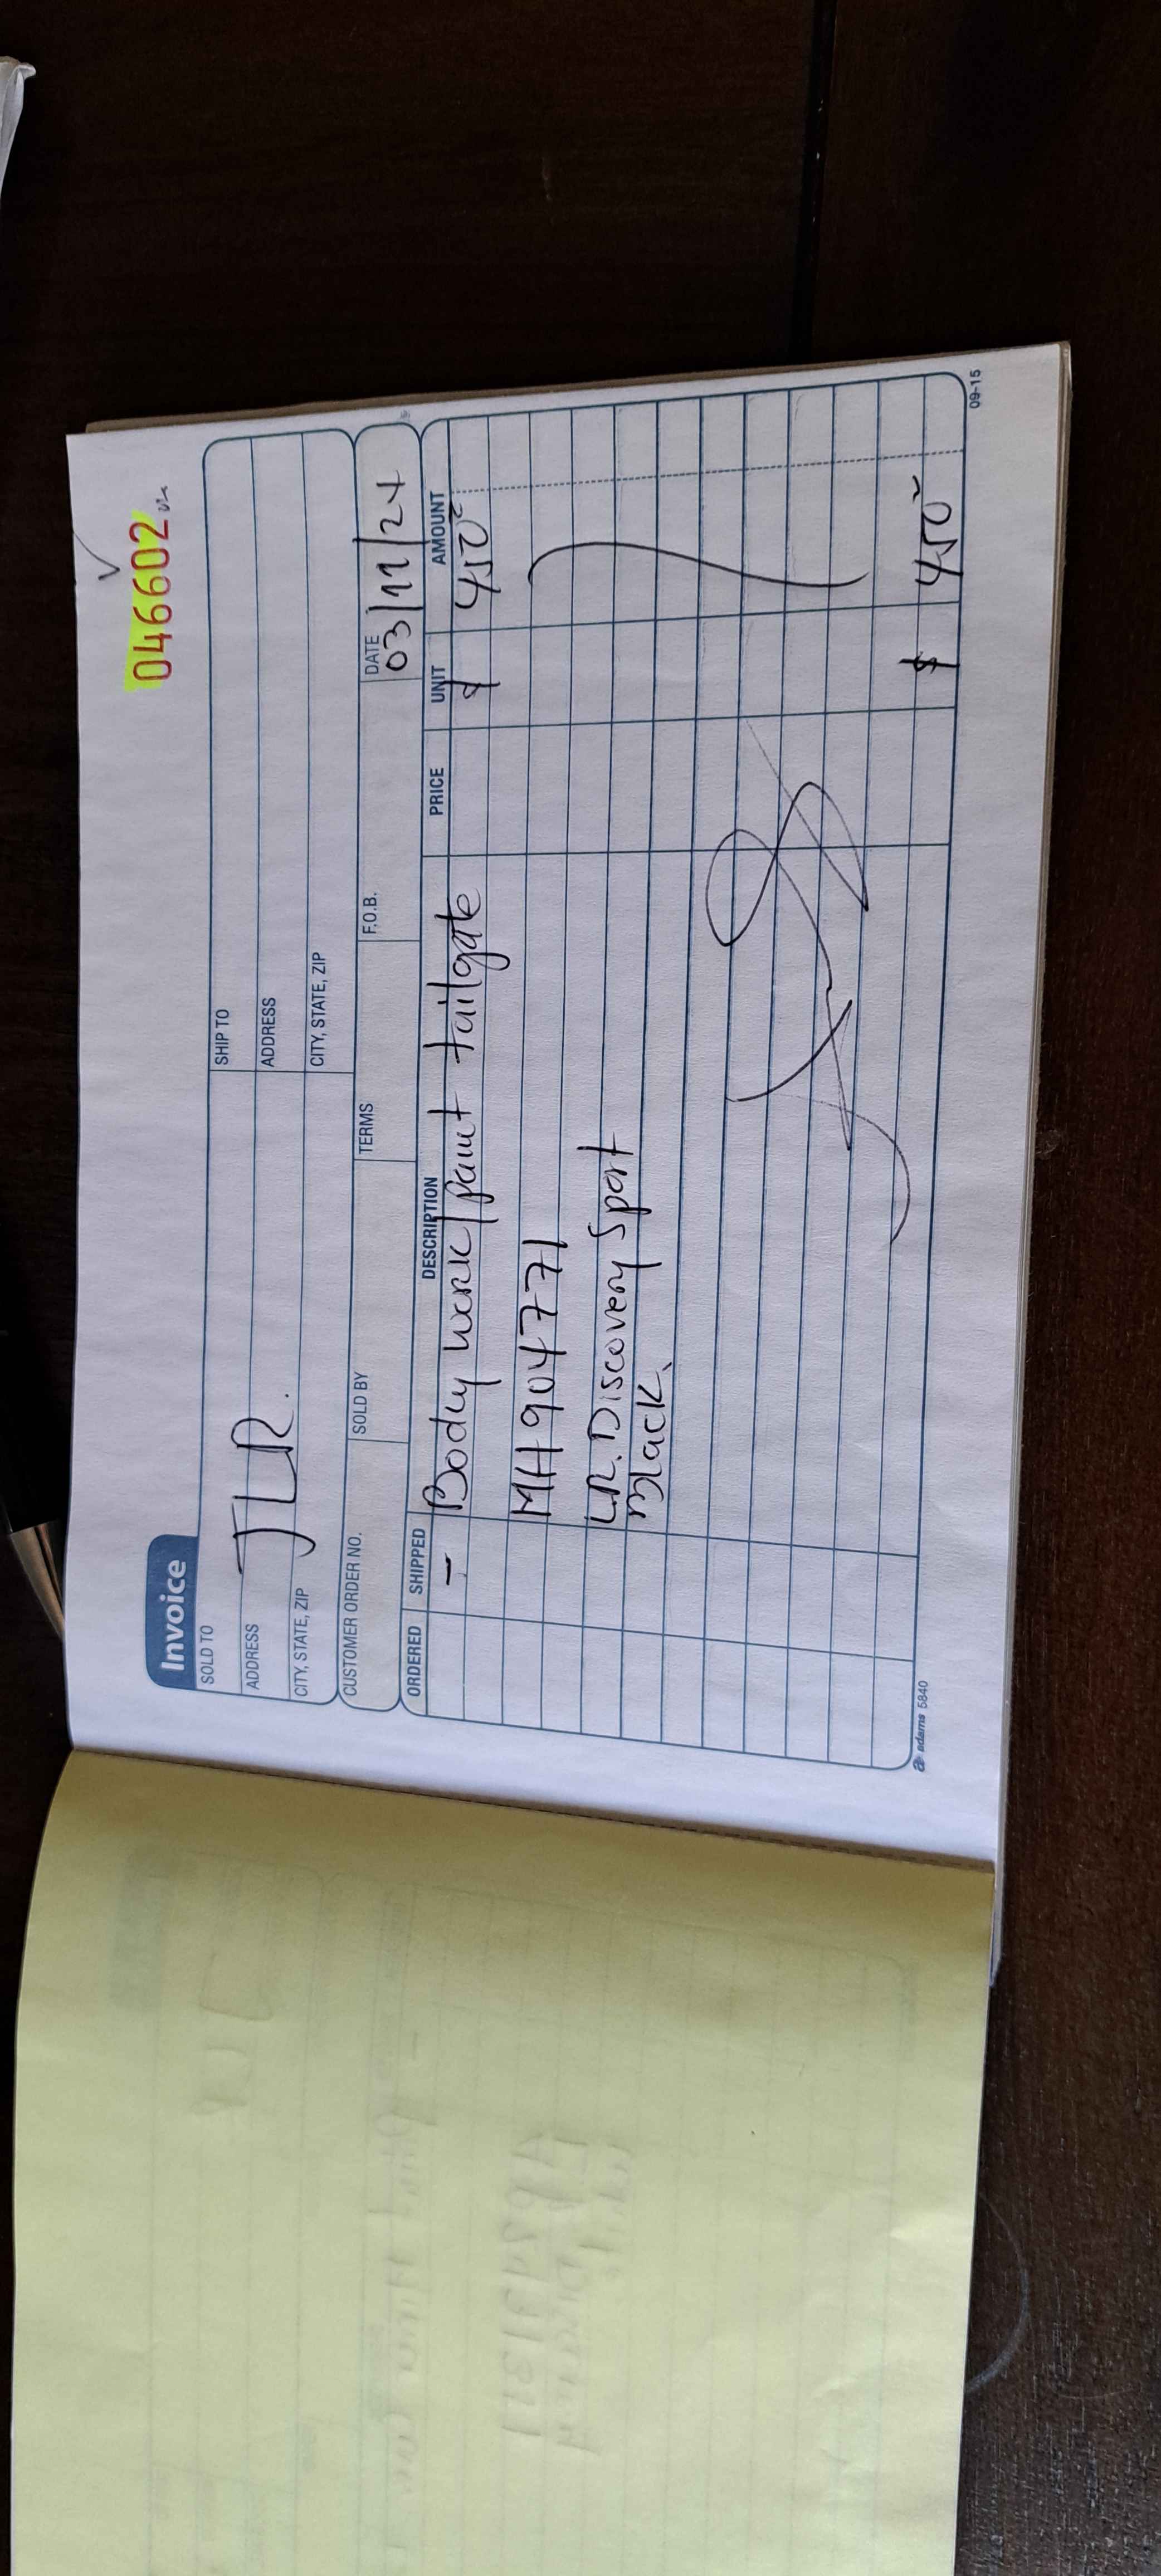 046602
Invoice
SOLD TO JLR. SHIP TO
ADDRESS ADDRESS
CITY, STATE, ZIP CITY, STATE, ZIP
CUSTOMER ORDER NO. SOLD BY TERMS F.O.B. DATE 03/11/24
ORDERED SHIPPED DESCRIPTION PRICE UNIT AMOUNT
- Body work/paint tailgate $ 450
MH904771
L.R. Discovery Sport
Black.
$ 450
adams 5840 09-15